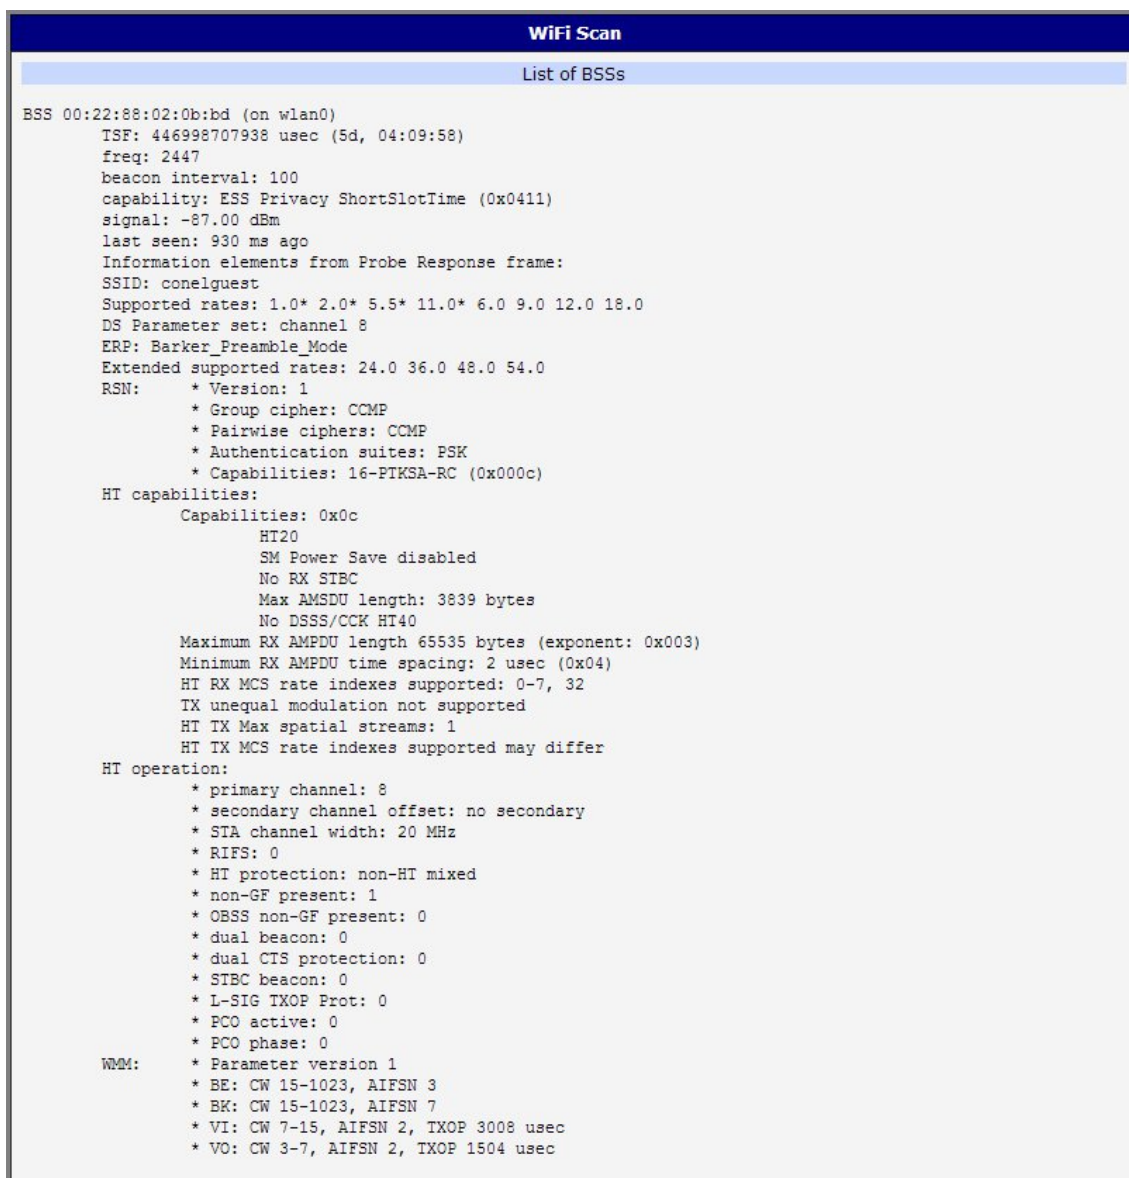 WiFi Scan
List of BSSs
BSS 00:22:88:02:0b:bd (on wlan0)
TSF: 446998707938 usec (5d, 04:09:58)
freq: 2447
beacon interval: 100
capability: ESS Privacy ShortSlotTime (0x0411)
signal: -87.00 dBm
last seen: 930 ms ago
Information elements from Probe Response frame:
SSID: conelguest
Supported rates: 1.0* 2.0* 5.5* 11.0* 6.0 9.0 12.0 18.0
DS Parameter set: channel 8
ERP: Barker_Preamble_Mode
Extended supported rates: 24.0 36.0 48.0 54.0
RSN: * Version: 1
* Group cipher: CCMP
* Pairwise ciphers: CCMP
* Authentication suites: PSK
* Capabilities: 16-PTKSA-RC (0x000c)
HT capabilities:
Capabilities: 0x0c
HT20
SM Power Save disabled
No RX STBC
Max AMSDU length: 3839 bytes
No DSSS/CCK HT40
Maximum RX AMPDU length 65535 bytes (exponent: 0x003)
Minimum RX AMPDU time spacing: 2 usec (0x04)
HT RX MCS rate indexes supported: 0-7, 32
TX unequal modulation not supported
HT TX Max spatial streams: 1
HT TX MCS rate indexes supported may differ
HT operation:
* primary channel: 8
* secondary channel offset: no secondary
* STA channel width: 20 MHz
* RIFS: 0
* HT protection: non-HT mixed
* non-GF present: 1
* OBSS non-GF present: 0
* dual beacon: 0
* dual CTS protection: 0
* STBC beacon: 0
* L-SIG TXOP Prot: 0
* PCO active: 0
* PCO phase: 0
WMM: * Parameter version 1
* BE: CW 15-1023, AIFSN 3
* BK: CW 15-1023, AIFSN 7
* VI: CW 7-15, AIFSN 2, TXOP 3008 usec
* VO: CW 3-7, AIFSN 2, TXOP 1504 usec